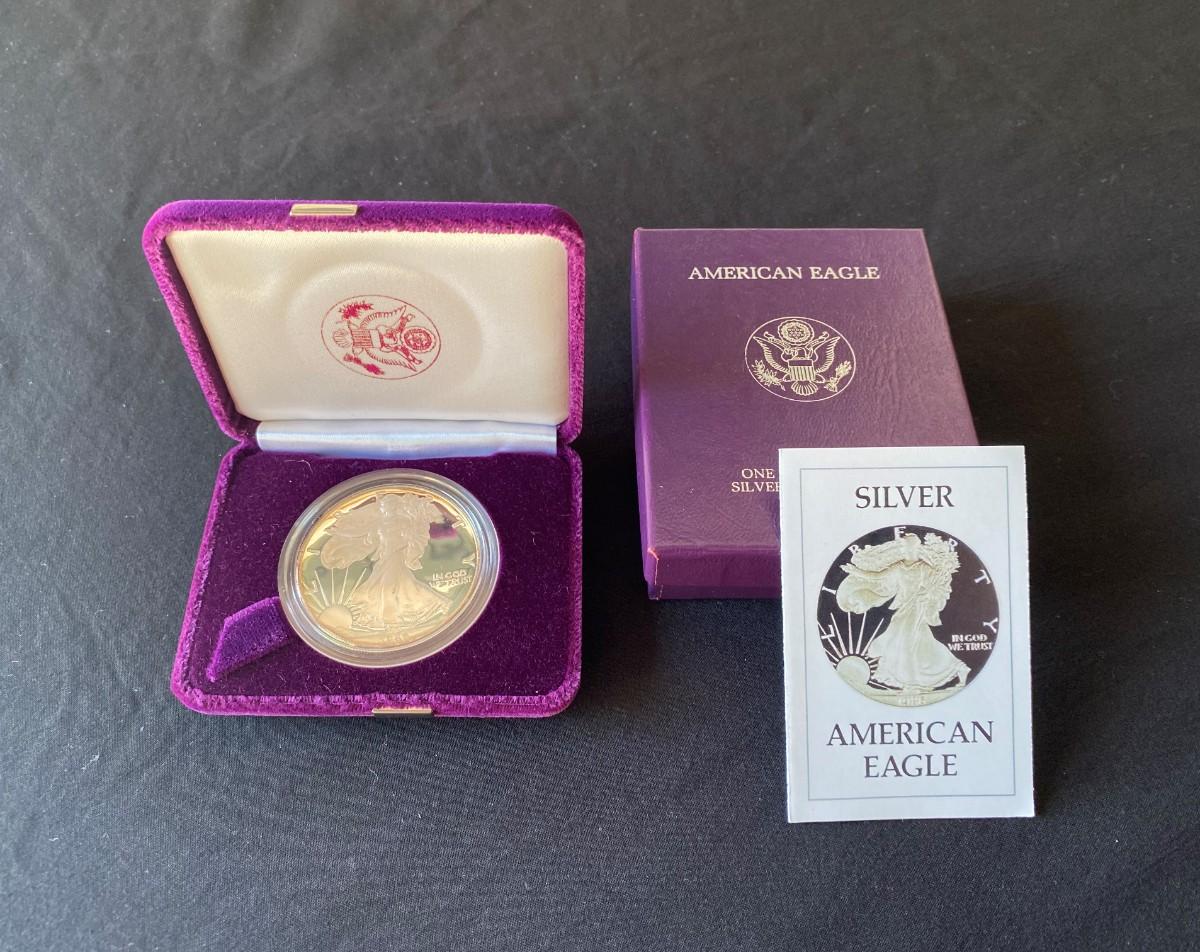 AMERICAN EAGLE
ONE
SILVER
IN GOD
WE TRUST
SILVER
LIBERTY
IN GOD
WE TRUST
AMERICAN
EAGLE